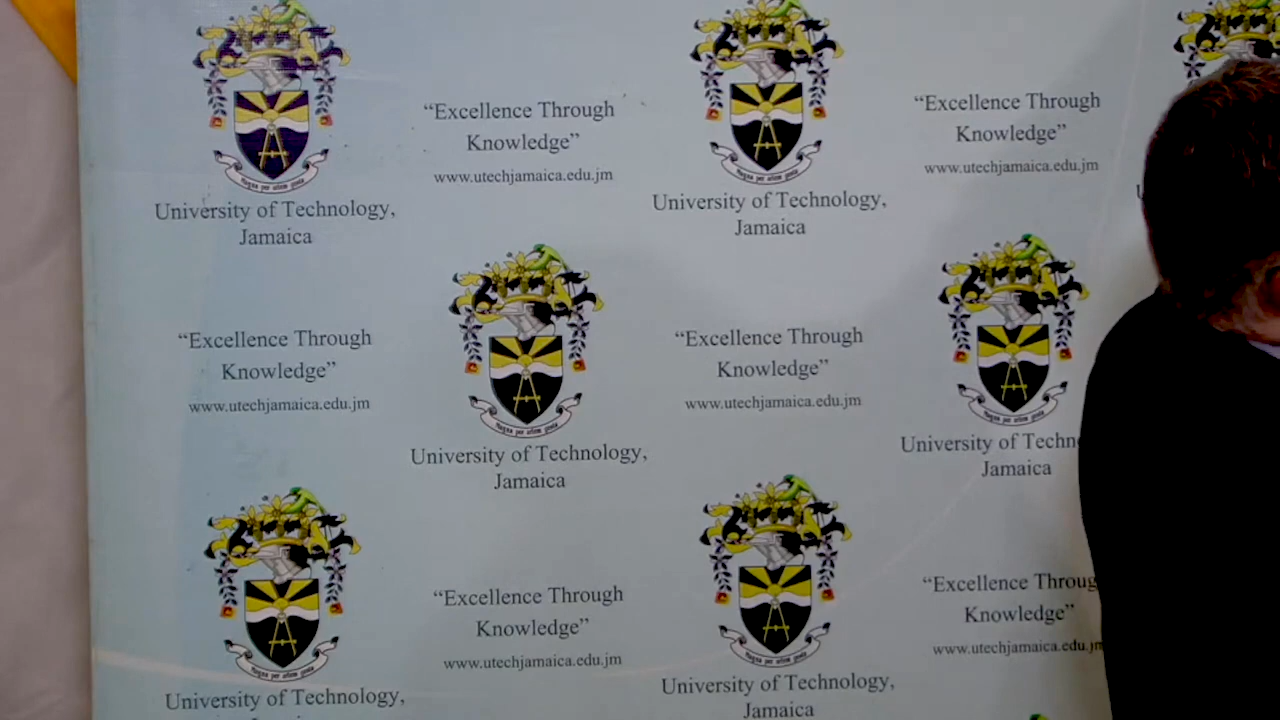 “Excellence Through
Knowledge”
www.utechjamaica.edu.jm
“Excellence Through
Knowledge”
www.utechjamaica.edu.jm
University of Technology,
Jamaica
University of Technology,
Jamaica
“Excellence Through
Knowledge”
www.utechjamaica.edu.jm
“Excellence Through
Knowledge”
www.utechjamaica.edu.jm
University of Technology,
Jamaica
University of Techn
Jamaica
“Excellence Through
Knowledge”
www.utechjamaica.edu.jm
“Excellence Throug
Knowledge”
www.utechjamaica.edu.jm
University of Technology,
University of Technology,
Jamaica